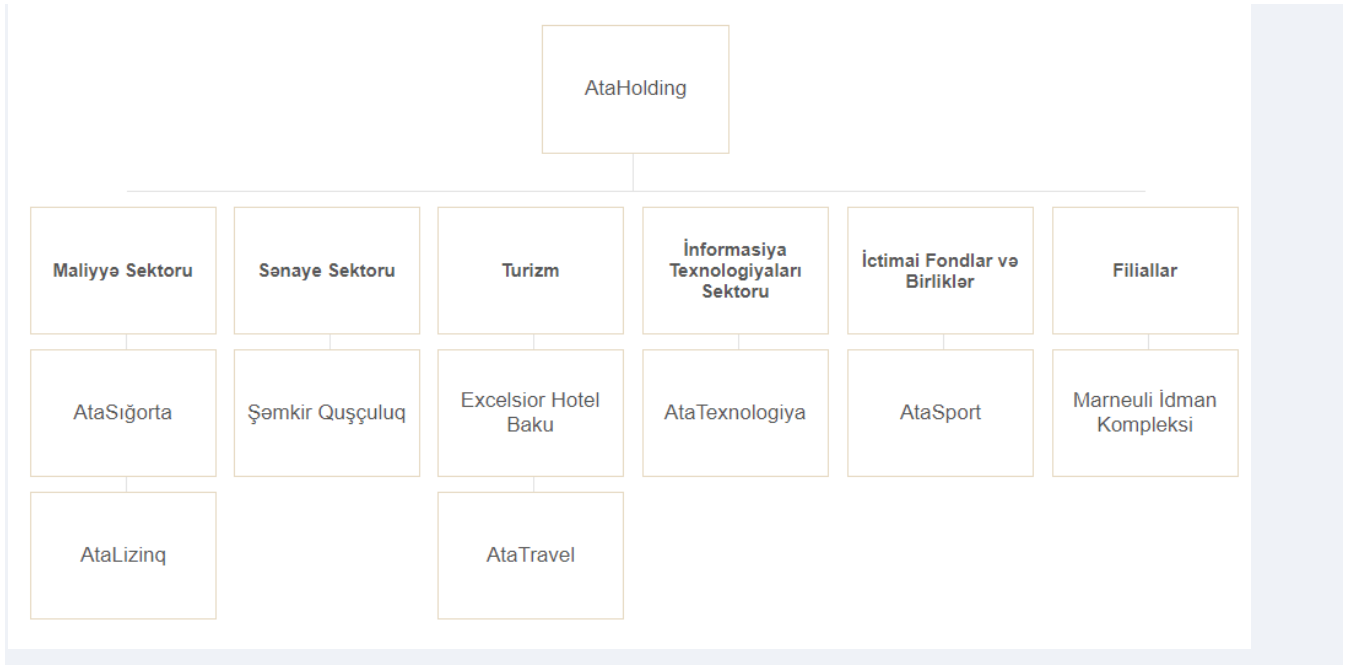 AtaHolding
Maliyyə Sektoru
Sənaye Sektoru
Turizm
İnformasiya
Texnologiyaları
Sektoru
İctimai Fondlar və
Birliklər
Filiallar
AtaSığorta
Şəmkir Quşçuluq
Excelsior Hotel
Baku
AtaTexnologiya
AtaSport
Marneuli İdman
Kompleksi
AtaLizinq
AtaTravel